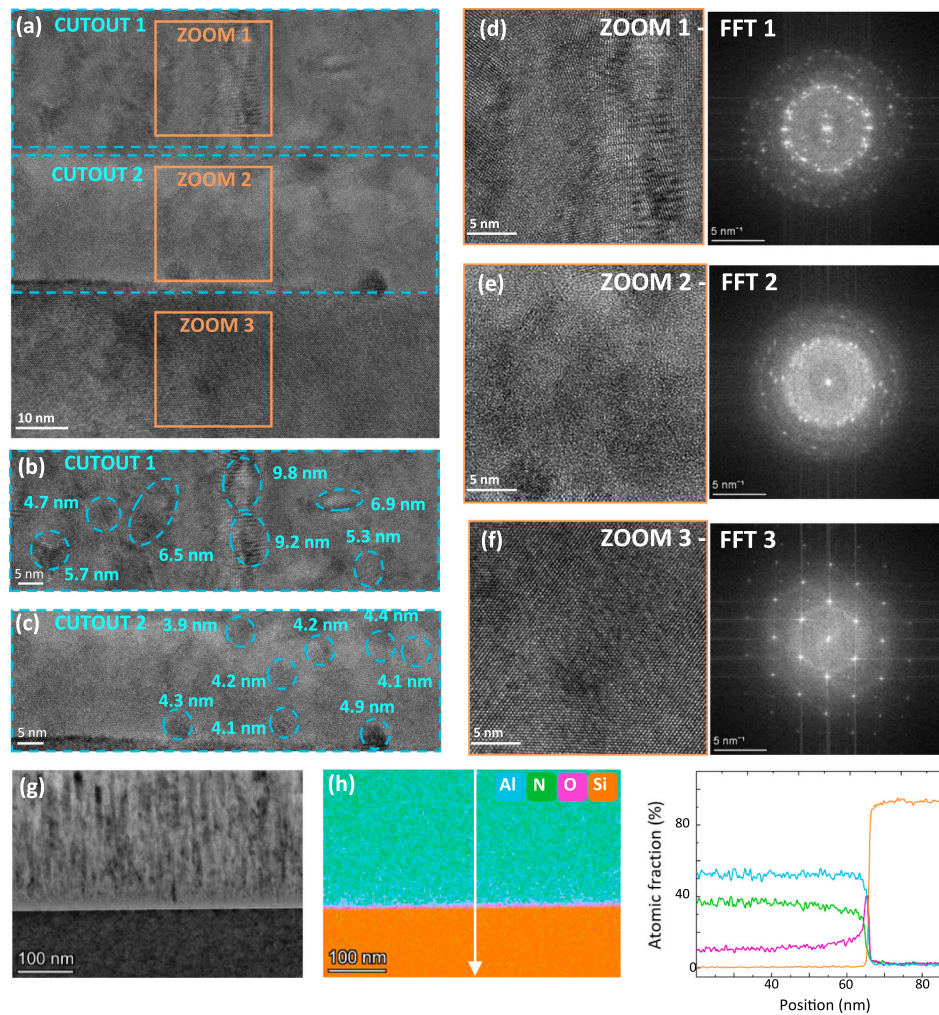 (a) CUTOUT 1
ZOOM 1
CUTOUT 2
ZOOM 2
ZOOM 3
10 nm
(b) CUTOUT 1
9.8 nm
4.7 nm
6.9 nm
6.5 nm
9.2 nm
5.3 nm
5.7 nm
5 nm
(c) CUTOUT 2
3.9 nm
4.2 nm
4.4 nm
4.2 nm
4.1 nm
4.3 nm
4.1 nm
4.9 nm
5 nm
(d) ZOOM 1 - FFT 1
5 nm
5 nm⁻¹
(e) ZOOM 2 - FFT 2
5 nm
5 nm⁻¹
(f) ZOOM 3 - FFT 3
5 nm
5 nm⁻¹
(g)
100 nm
(h) Al N O Si
100 nm
Atomic fraction (%)
80
40
0
20 40 60 80
Position (nm)